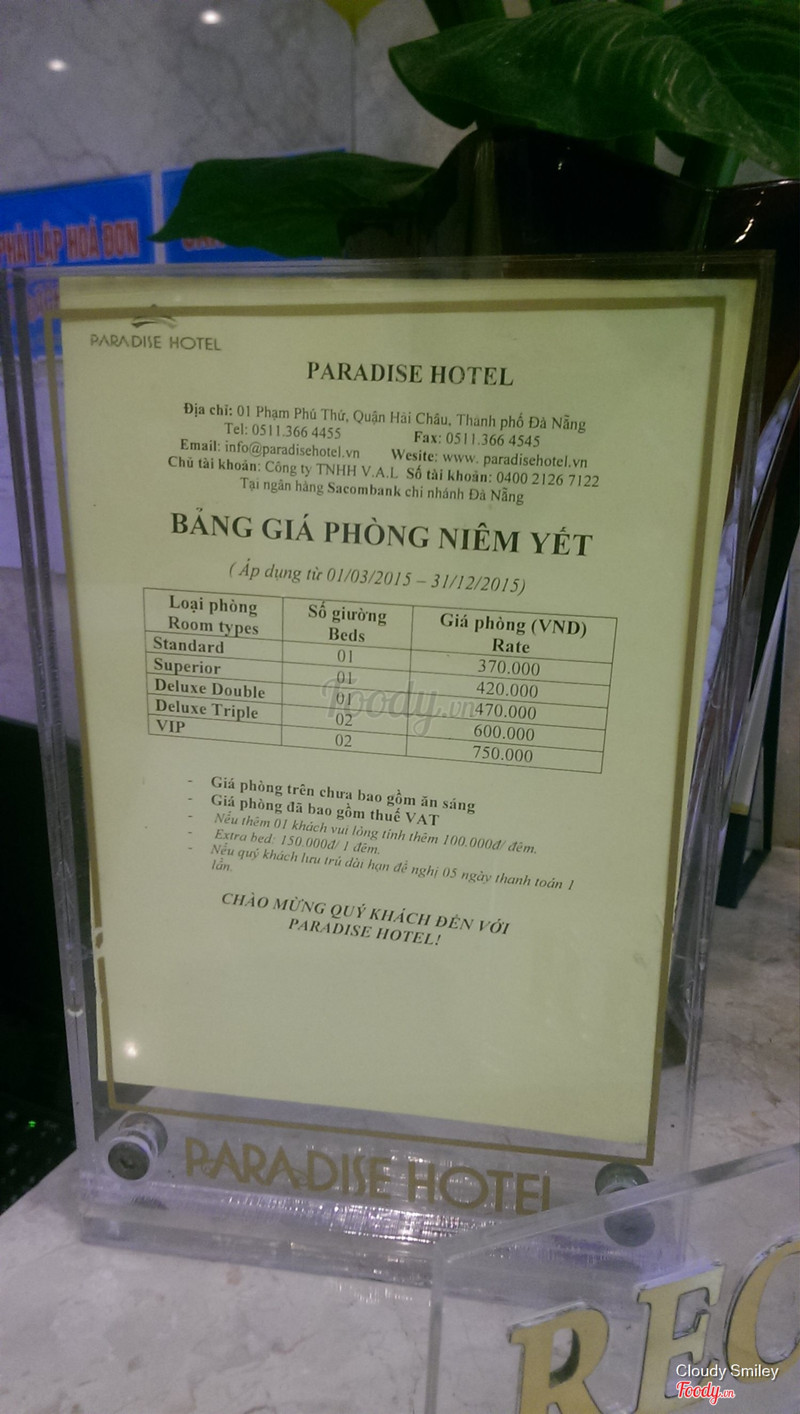 PHẢI LẬP HOÁ ĐƠN
PARADISE HOTEL
PARADISE HOTEL
Địa chỉ: 01 Phạm Phú Thứ, Quận Hải Châu, Thành phố Đà Nẵng
Tel: 0511.366 4455 Fax: 0511.366 4545
Email: info@paradisehotel.vn Wesite: www. paradisehotel.vn
Chủ tài khoản: Công ty TNHH V.A.L Số tài khoản: 0400 2126 7122
Tại ngân hàng Sacombank chi nhánh Đà Nẵng
BẢNG GIÁ PHÒNG NIÊM YẾT
( Áp dụng từ 01/03/2015 – 31/12/2015)
Loại phòng Số giường Giá phòng (VND)
Room types Beds Rate
Standard 01 370.000
Superior 01 420.000
Deluxe Double 01 470.000
Deluxe Triple 02 600.000
VIP 02 750.000
Foody.vn
- Giá phòng trên chưa bao gồm ăn sáng
- Giá phòng đã bao gồm thuế VAT
- Nếu thêm 01 khách vui lòng tính thêm 100.000đ/ đêm.
- Extra bed: 150.000đ/ 1 đêm.
- Nếu quý khách lưu trú dài hạn đề nghị 05 ngày thanh toán 1
lần.
CHÀO MỪNG QUÝ KHÁCH ĐẾN VỚI
PARADISE HOTEL!
PARADISE HOTEL
REC
Cloudy Smiley
Foody.vn